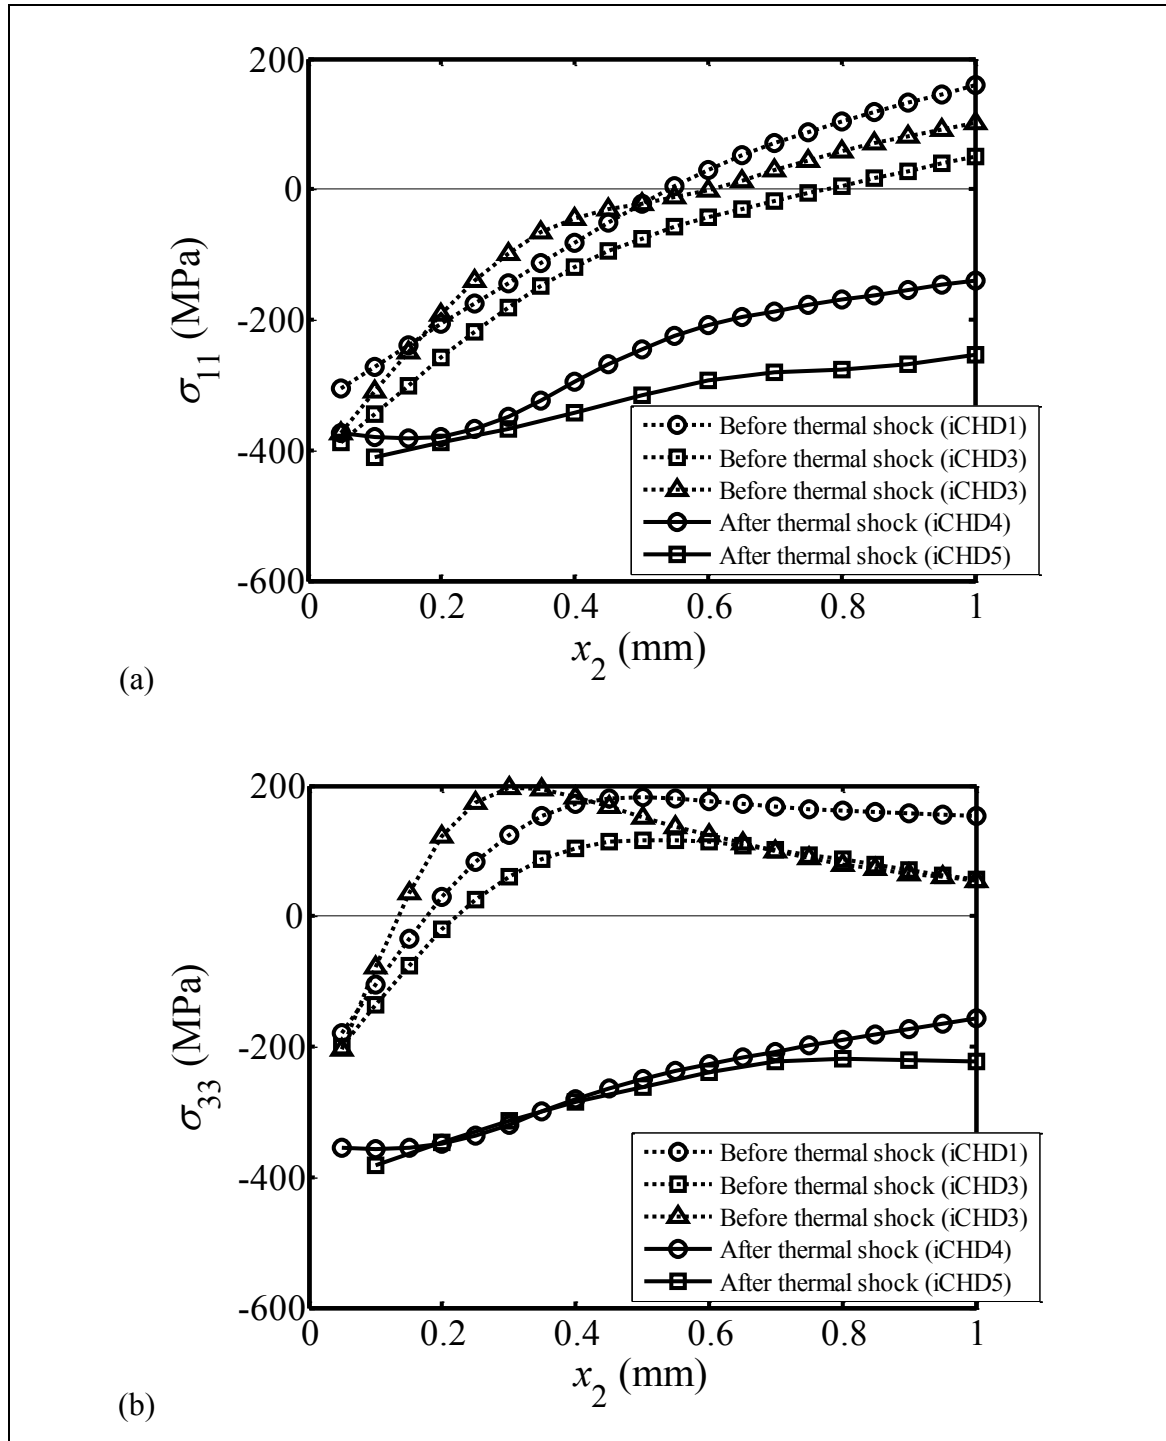 200
0
-200
-400
-600
σ11 (MPa)
Before thermal shock (iCHD1)
Before thermal shock (iCHD3)
Before thermal shock (iCHD3)
After thermal shock (iCHD4)
After thermal shock (iCHD5)
0 0.2 0.4 0.6 0.8 1
x2 (mm)
(a)
200
0
-200
-400
-600
σ33 (MPa)
Before thermal shock (iCHD1)
Before thermal shock (iCHD3)
Before thermal shock (iCHD3)
After thermal shock (iCHD4)
After thermal shock (iCHD5)
0 0.2 0.4 0.6 0.8 1
x2 (mm)
(b)